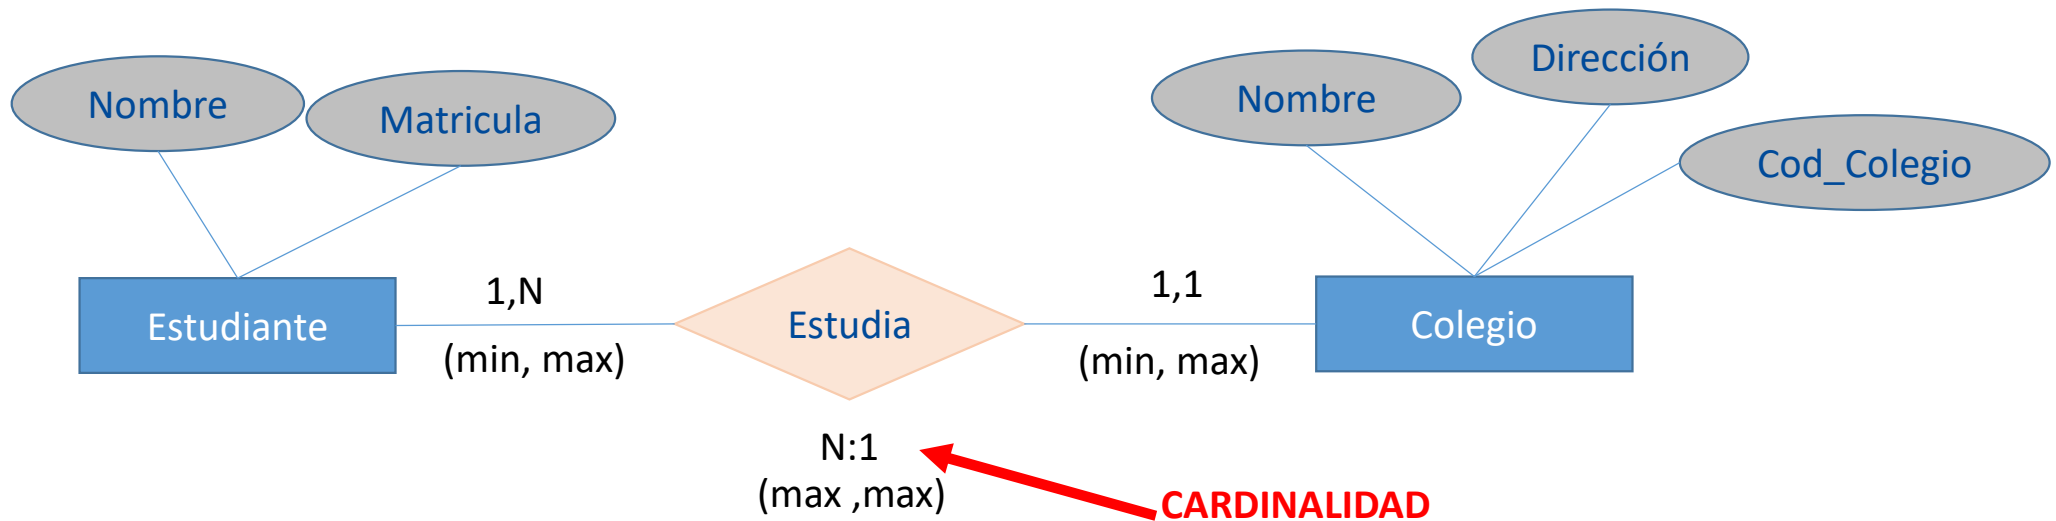 Nombre
Matricula
Nombre
Dirección
Cod_Colegio
Estudiante
1,N
(min, max)
Estudia
1,1
(min, max)
Colegio
N:1
(max ,max)
CARDINALIDAD